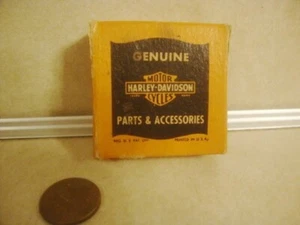 GENUINE
MOTOR
HARLEY-DAVIDSON
CYCLES
PARTS & ACCESSORIES